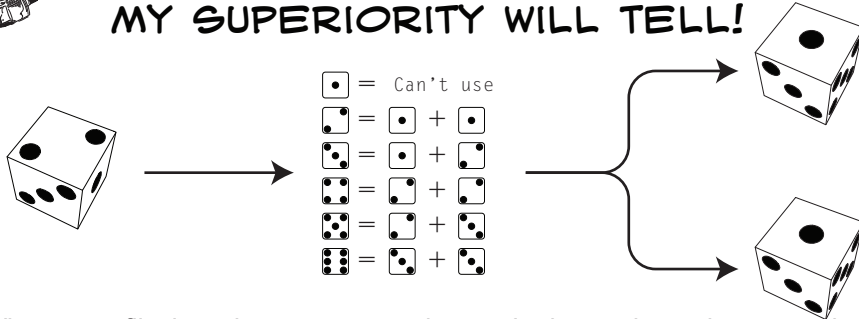 MY SUPERIORITY WILL TELL!
= Can't use
= +
= +
= +
= +
= +